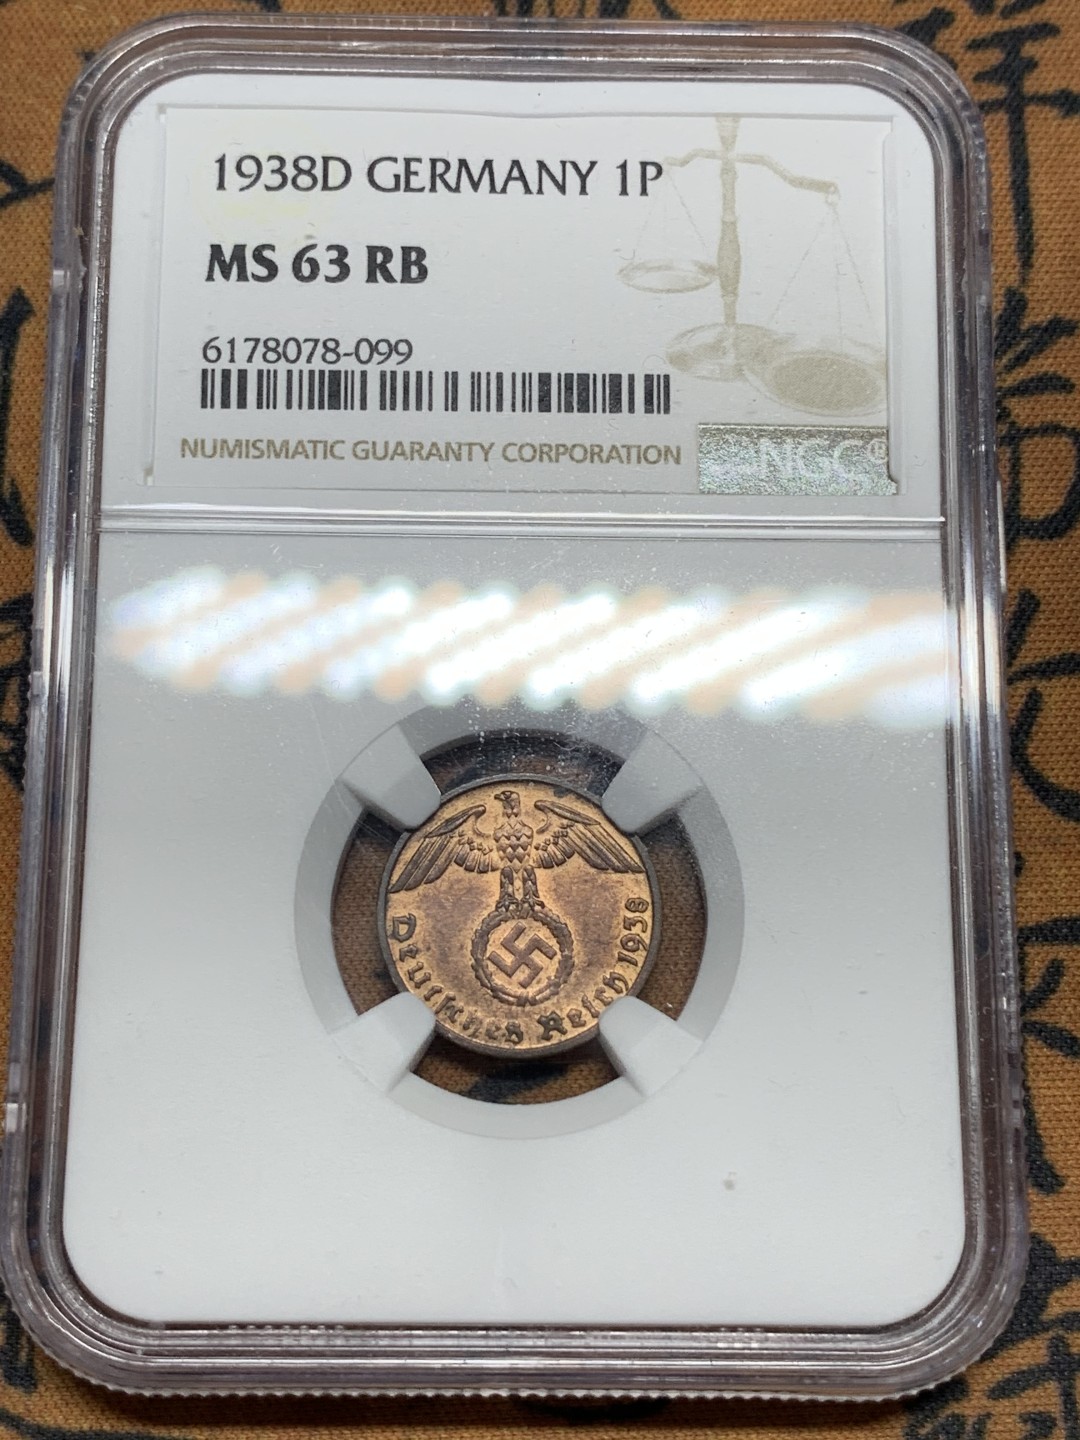 1938D GERMANY 1P
MS 63 RB
6178078-099
NUMISMATIC GUARANTY CORPORATION
NGC®
Deutsches Reich 1938